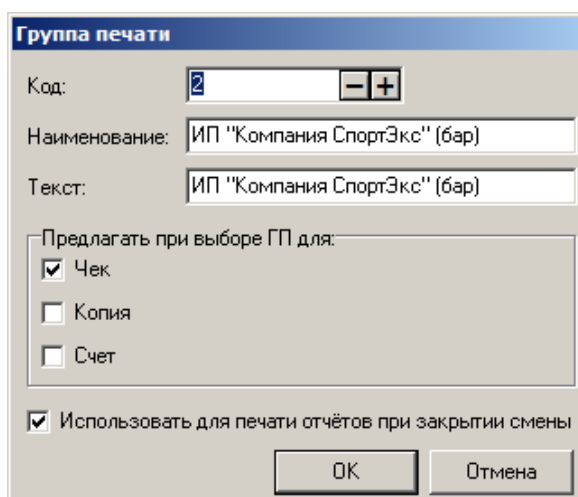 Группа печати
Код: 2
Наименование: ИП "Компания СпортЭкс" (бар)
Текст: ИП "Компания СпортЭкс" (бар)
Предлагать при выборе ГП для:
Чек
Копия
Счет
Использовать для печати отчётов при закрытии смены
OK Отмена